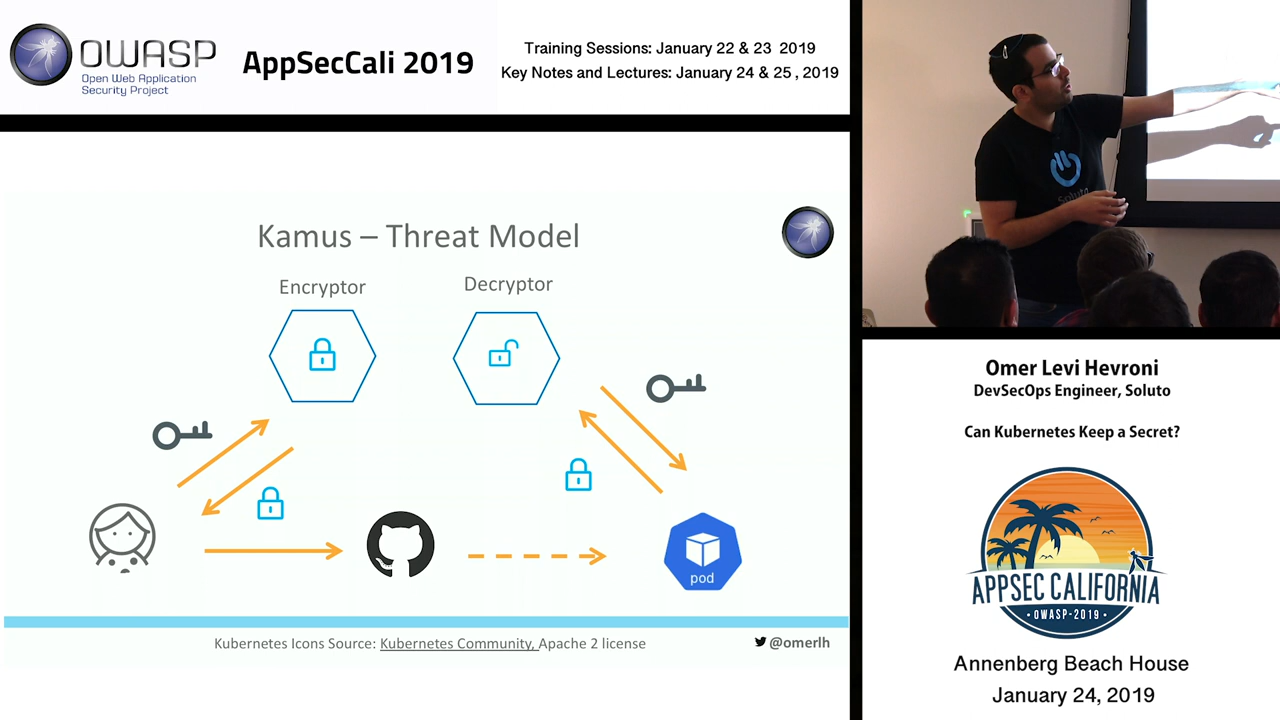 OWASP
Open Web Application
Security Project
AppSecCali 2019
Training Sessions: January 22 & 23 2019
Key Notes and Lectures: January 24 & 25 , 2019
Kamus – Threat Model
Encryptor
Decryptor
pod
Kubernetes Icons Source: Kubernetes Community, Apache 2 license
@omerlh
soluto
Omer Levi Hevroni
DevSecOps Engineer, Soluto
Can Kubernetes Keep a Secret?
APPSEC CALIFORNIA
• OWASP-2019 •
Annenberg Beach House
January 24, 2019